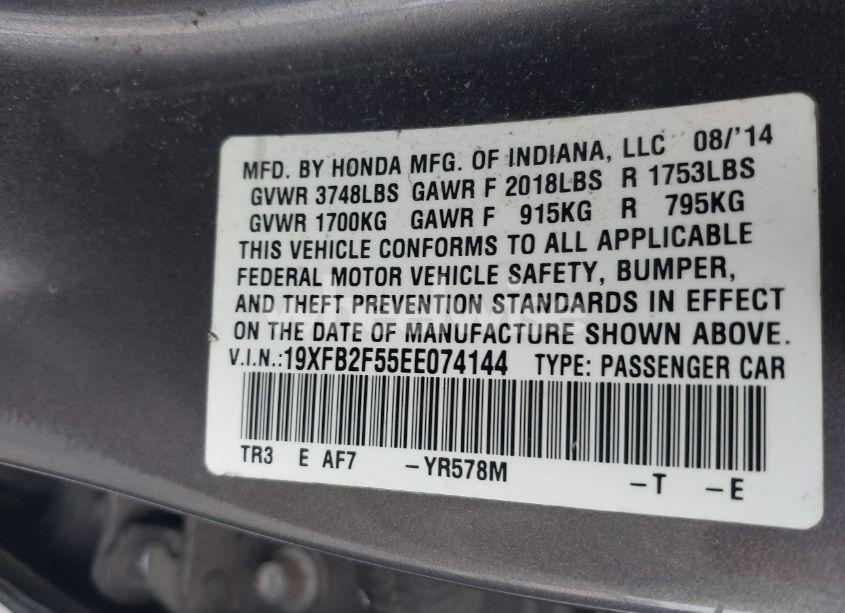 MFD. BY HONDA MFG. OF INDIANA, LLC 08/'14
GVWR 3748LBS GAWR F 2018LBS R 1753LBS
GVWR 1700KG GAWR F 915KG R 795KG
THIS VEHICLE CONFORMS TO ALL APPLICABLE
FEDERAL MOTOR VEHICLE SAFETY, BUMPER,
AND THEFT PREVENTION STANDARDS IN EFFECT
ON THE DATE OF MANUFACTURE SHOWN ABOVE.
V.I.N.:19XFB2F55EE074144 TYPE: PASSENGER CAR
TR3 E AF7 -YR578M -T -E